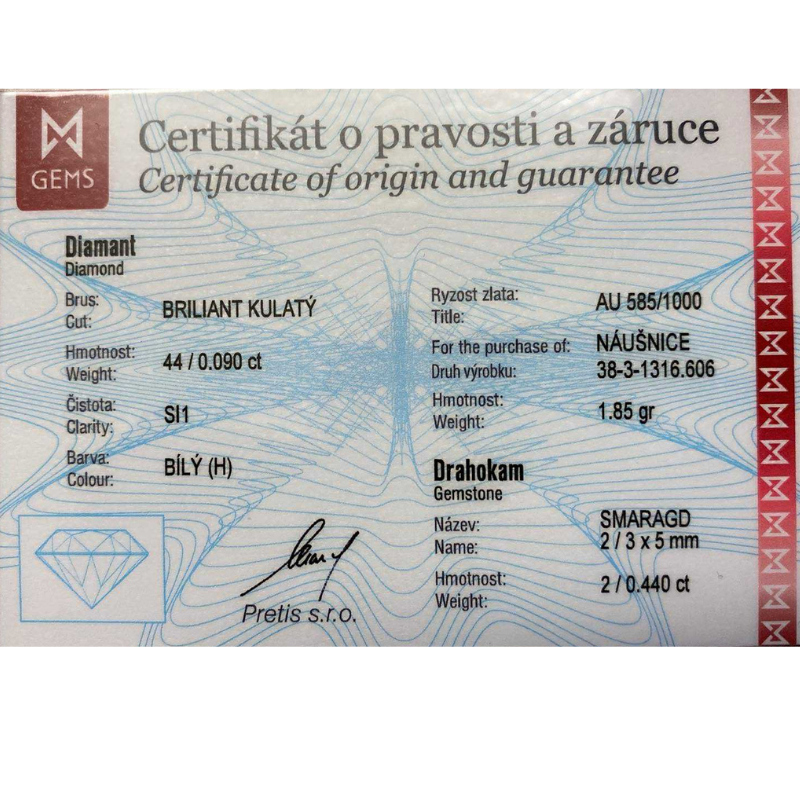 GEMS
Certifikát o pravosti a záruce
Certificate of origin and guarantee
Diamant
Diamond
Brus:
Cut:
BRILIANT KULATÝ
Hmotnost:
Weight:
44 / 0.090 ct
Čistota:
Clarity:
SI1
Barva:
Colour:
BÍLÝ (H)
Pretis s.r.o.
Ryzost zlata:
Title:
AU 585/1000
For the purchase of:
Druh výrobku:
NÁUŠNICE
38-3-1316.606
Hmotnost:
Weight:
1.85 gr
Drahokam
Gemstone
Název:
Name:
SMARAGD
2 / 3 x 5 mm
Hmotnost:
Weight:
2 / 0.440 ct